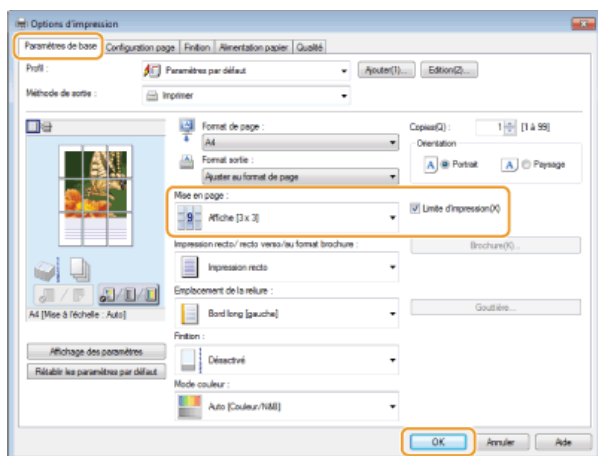 Options d'impression
Paramètres de base Configuration page Finition Alimentation papier Qualité
Profil : Paramètres par défaut Ajouter(1)... Edition(2)...
Méthode de sortie : Imprimer
Format de page :
A4
Copies(Q) : 1 [1 à 99]
Format sortie :
Ajuster au format de page
Orientation
A Portrait A Paysage
Mise en page :
9 Affiche [3 x 3]
Limite d'impression(X)
Impression recto/ recto verso/au format brochure :
Impression recto
Brochure(K)...
Emplacement de la reliure :
Bord long [gauche]
Gouttière...
A4 [Mise à l'échelle : Auto]
Finition :
Désactivé
Affichage des paramètres
Rétablir les paramètres par défaut
Mode couleur :
Auto [Couleur/N&B]
OK Annuler Aide